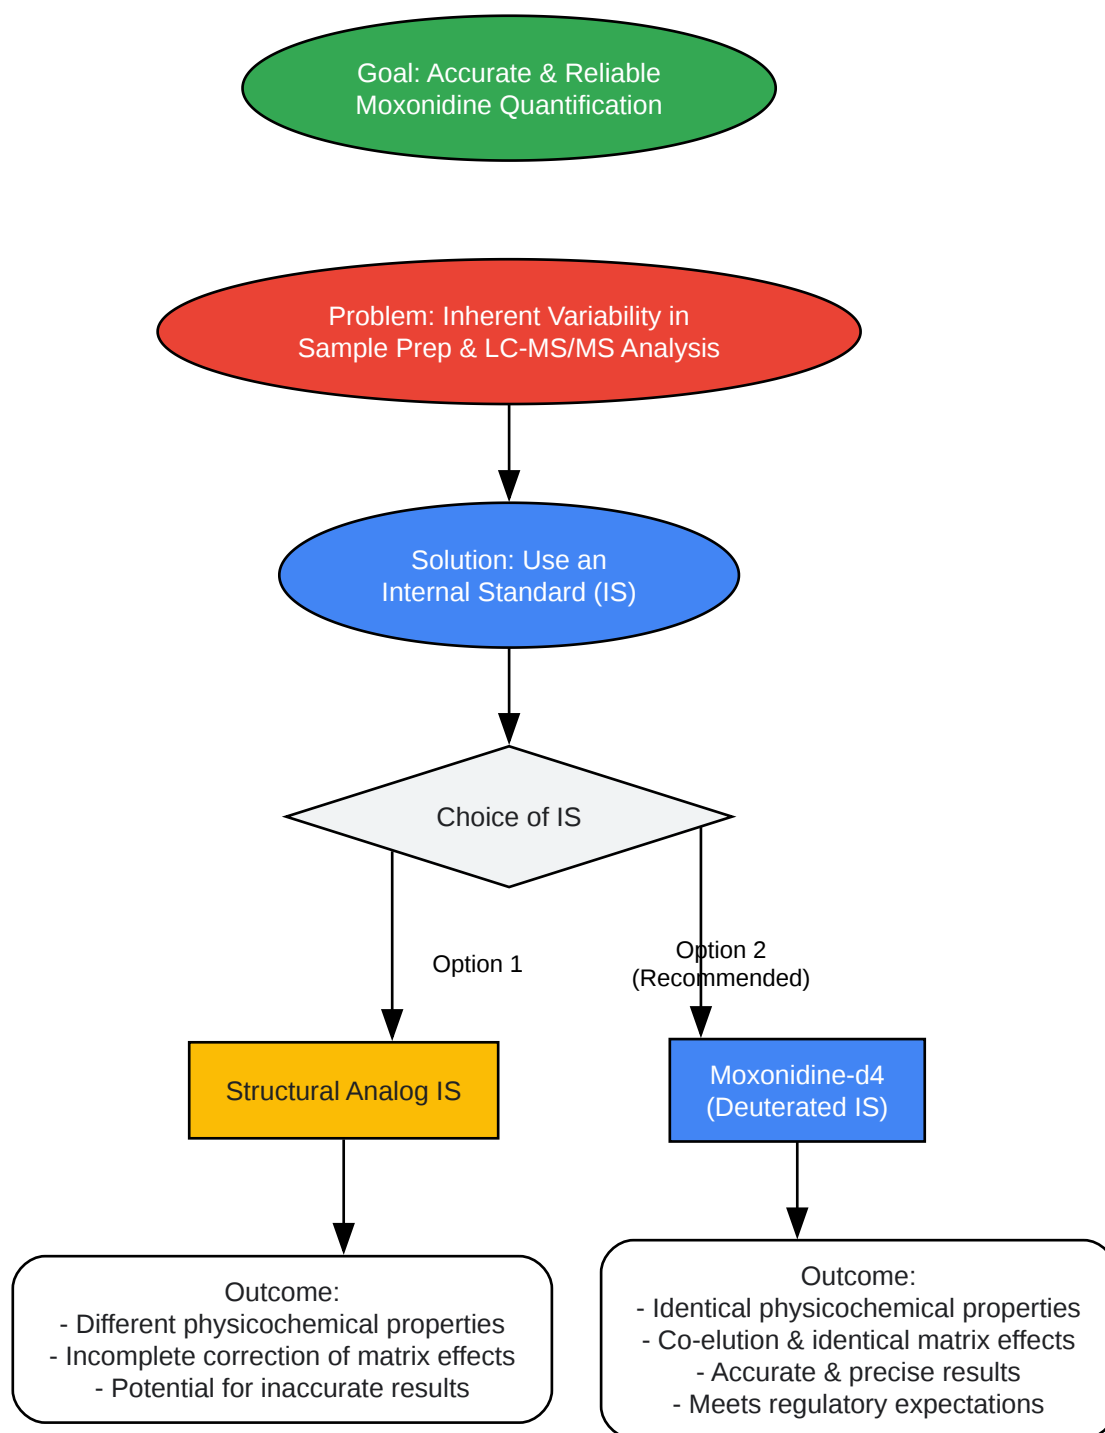 Goal: Accurate & Reliable
Moxonidine Quantification
Problem: Inherent Variability in
Sample Prep & LC-MS/MS Analysis
Solution: Use an
Internal Standard (IS)
Choice of IS
Option 1
Option 2
(Recommended)
Structural Analog IS
Moxonidine-d4
(Deuterated IS)
Outcome:
- Different physicochemical properties
- Incomplete correction of matrix effects
- Potential for inaccurate results
Outcome:
- Identical physicochemical properties
- Co-elution & identical matrix effects
- Accurate & precise results
- Meets regulatory expectations